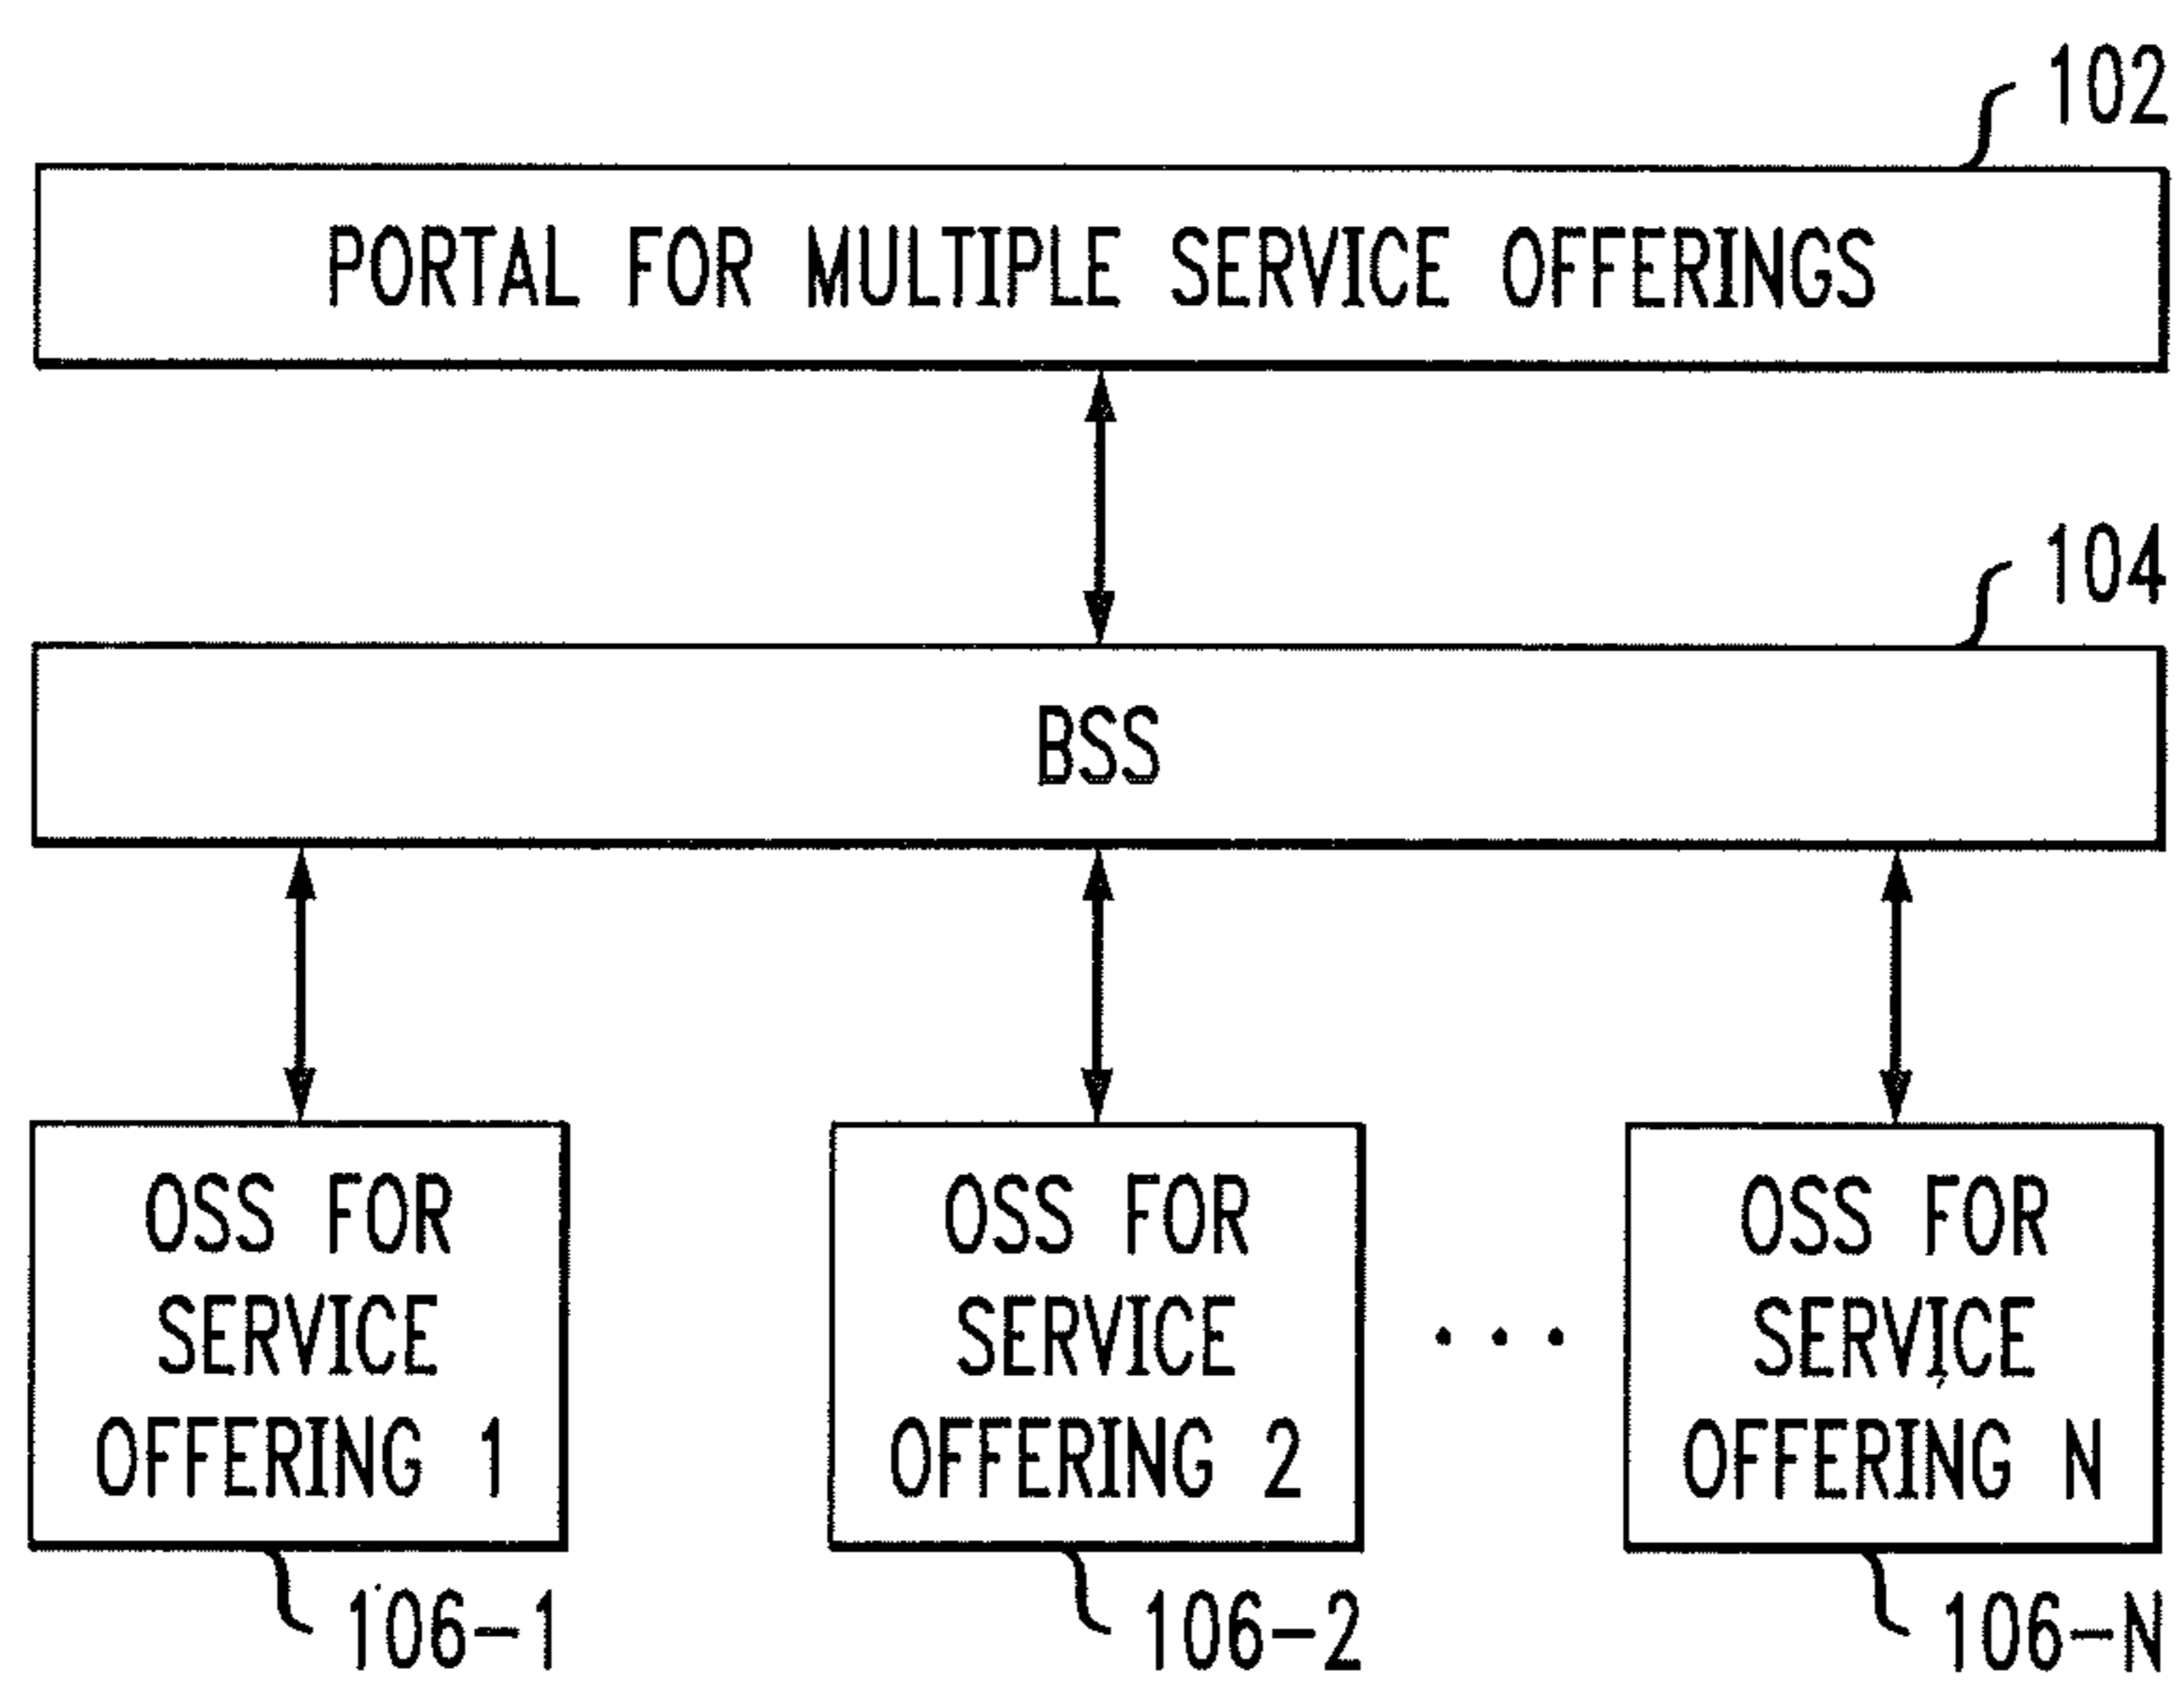 102
PORTAL FOR MULTIPLE SERVICE OFFERINGS
104
BSS
OSS FOR
SERVICE
OFFERING 1
OSS FOR
SERVICE
OFFERING 2
...
OSS FOR
SERVICE
OFFERING N
106-1
106-2
106-N